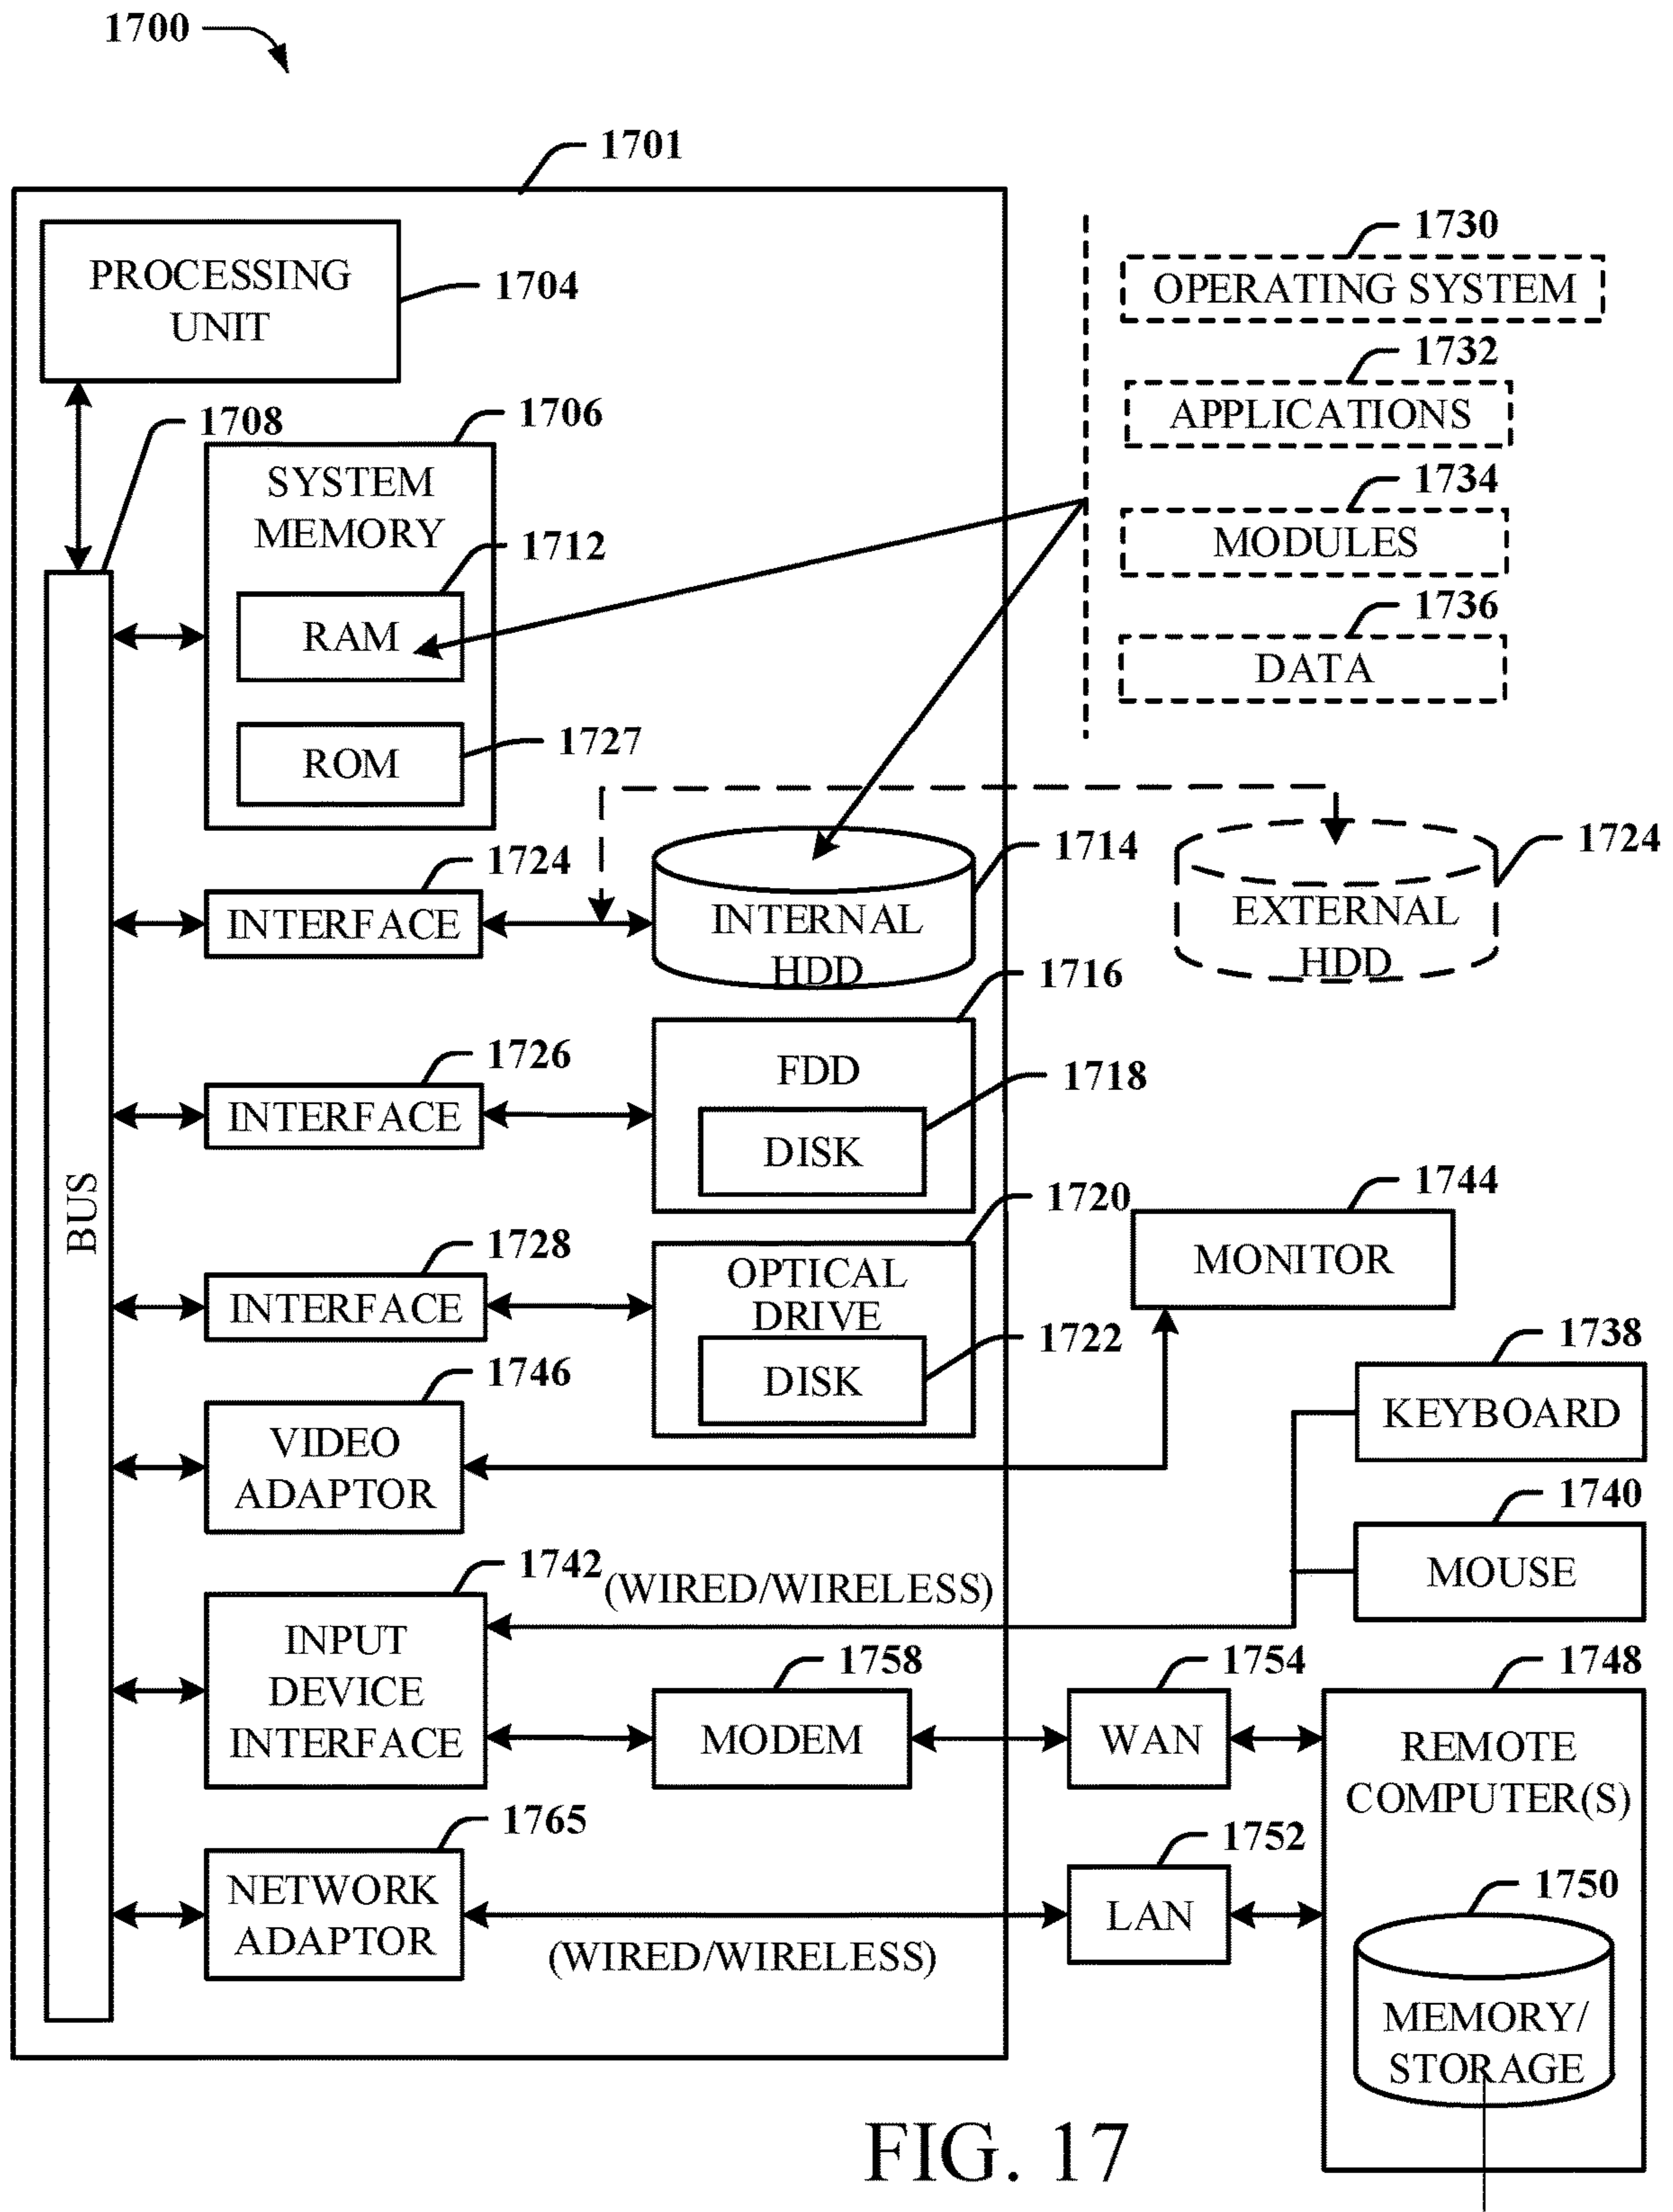 1700
1701
PROCESSING
UNIT
1704
1730
OPERATING SYSTEM
1732
APPLICATIONS
1734
MODULES
1736
DATA
1708
1706
SYSTEM
MEMORY
1712
RAM
1727
ROM
1724
INTERFACE
1714
INTERNAL
HDD
1724
EXTERNAL
HDD
1726
INTERFACE
1716
FDD
1718
DISK
BUS
1728
INTERFACE
1720
OPTICAL
DRIVE
1722
DISK
1744
MONITOR
1746
VIDEO
ADAPTOR
1738
KEYBOARD
1740
MOUSE
1742
(WIRED/WIRELESS)
INPUT
DEVICE
INTERFACE
1758
MODEM
1754
WAN
1748
REMOTE
COMPUTER(S)
1765
NETWORK
ADAPTOR
(WIRED/WIRELESS)
1752
LAN
1750
MEMORY/
STORAGE
FIG. 17